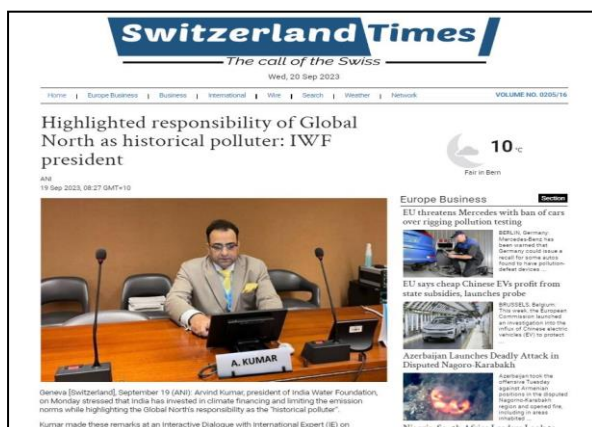 Switzerland Times
The call of the Swiss
Wed, 20 Sep 2023
Home | Europe Business | Business | International | Wire | Search | Weather | Network
VOLUME NO. 0205/16
Highlighted responsibility of Global
North as historical polluter: IWF
president
ANI
19 Sep 2023, 08:27 GMT+10
10 °C
Fair in Bern
A. KUMAR
Geneva [Switzerland], September 19 (ANI): Arvind Kumar, president of India Water Foundation,
on Monday stressed that India has invested in climate financing and limiting the emission
norms while highlighting the Global North's responsibility as the "historical polluter".
Kumar made these remarks at an Interactive Dialogue with International Expert (IE) on
Europe Business
Section
EU threatens Mercedes with ban of cars
over rigging pollution testing
BERLIN, Germany:
Mercedes-Benz has
been warned that
Germany could issue a
recall for some autos
found to have pollution-
defeat devices ...
EU says cheap Chinese EVs profit from
state subsidies, launches probe
BRUSSELS, Belgium:
This week, the European
Commission launched
an investigation into the
influx of Chinese electric
vehicles (EV) to protect
...
Azerbaijan Launches Deadly Attack in
Disputed Nagoro-Karabakh
Azerbaijan took the
offensive Tuesday
against Armenian
positions in the disputed
Nagorno-Karabakh
region and opened fire,
including in areas
inhabited ...